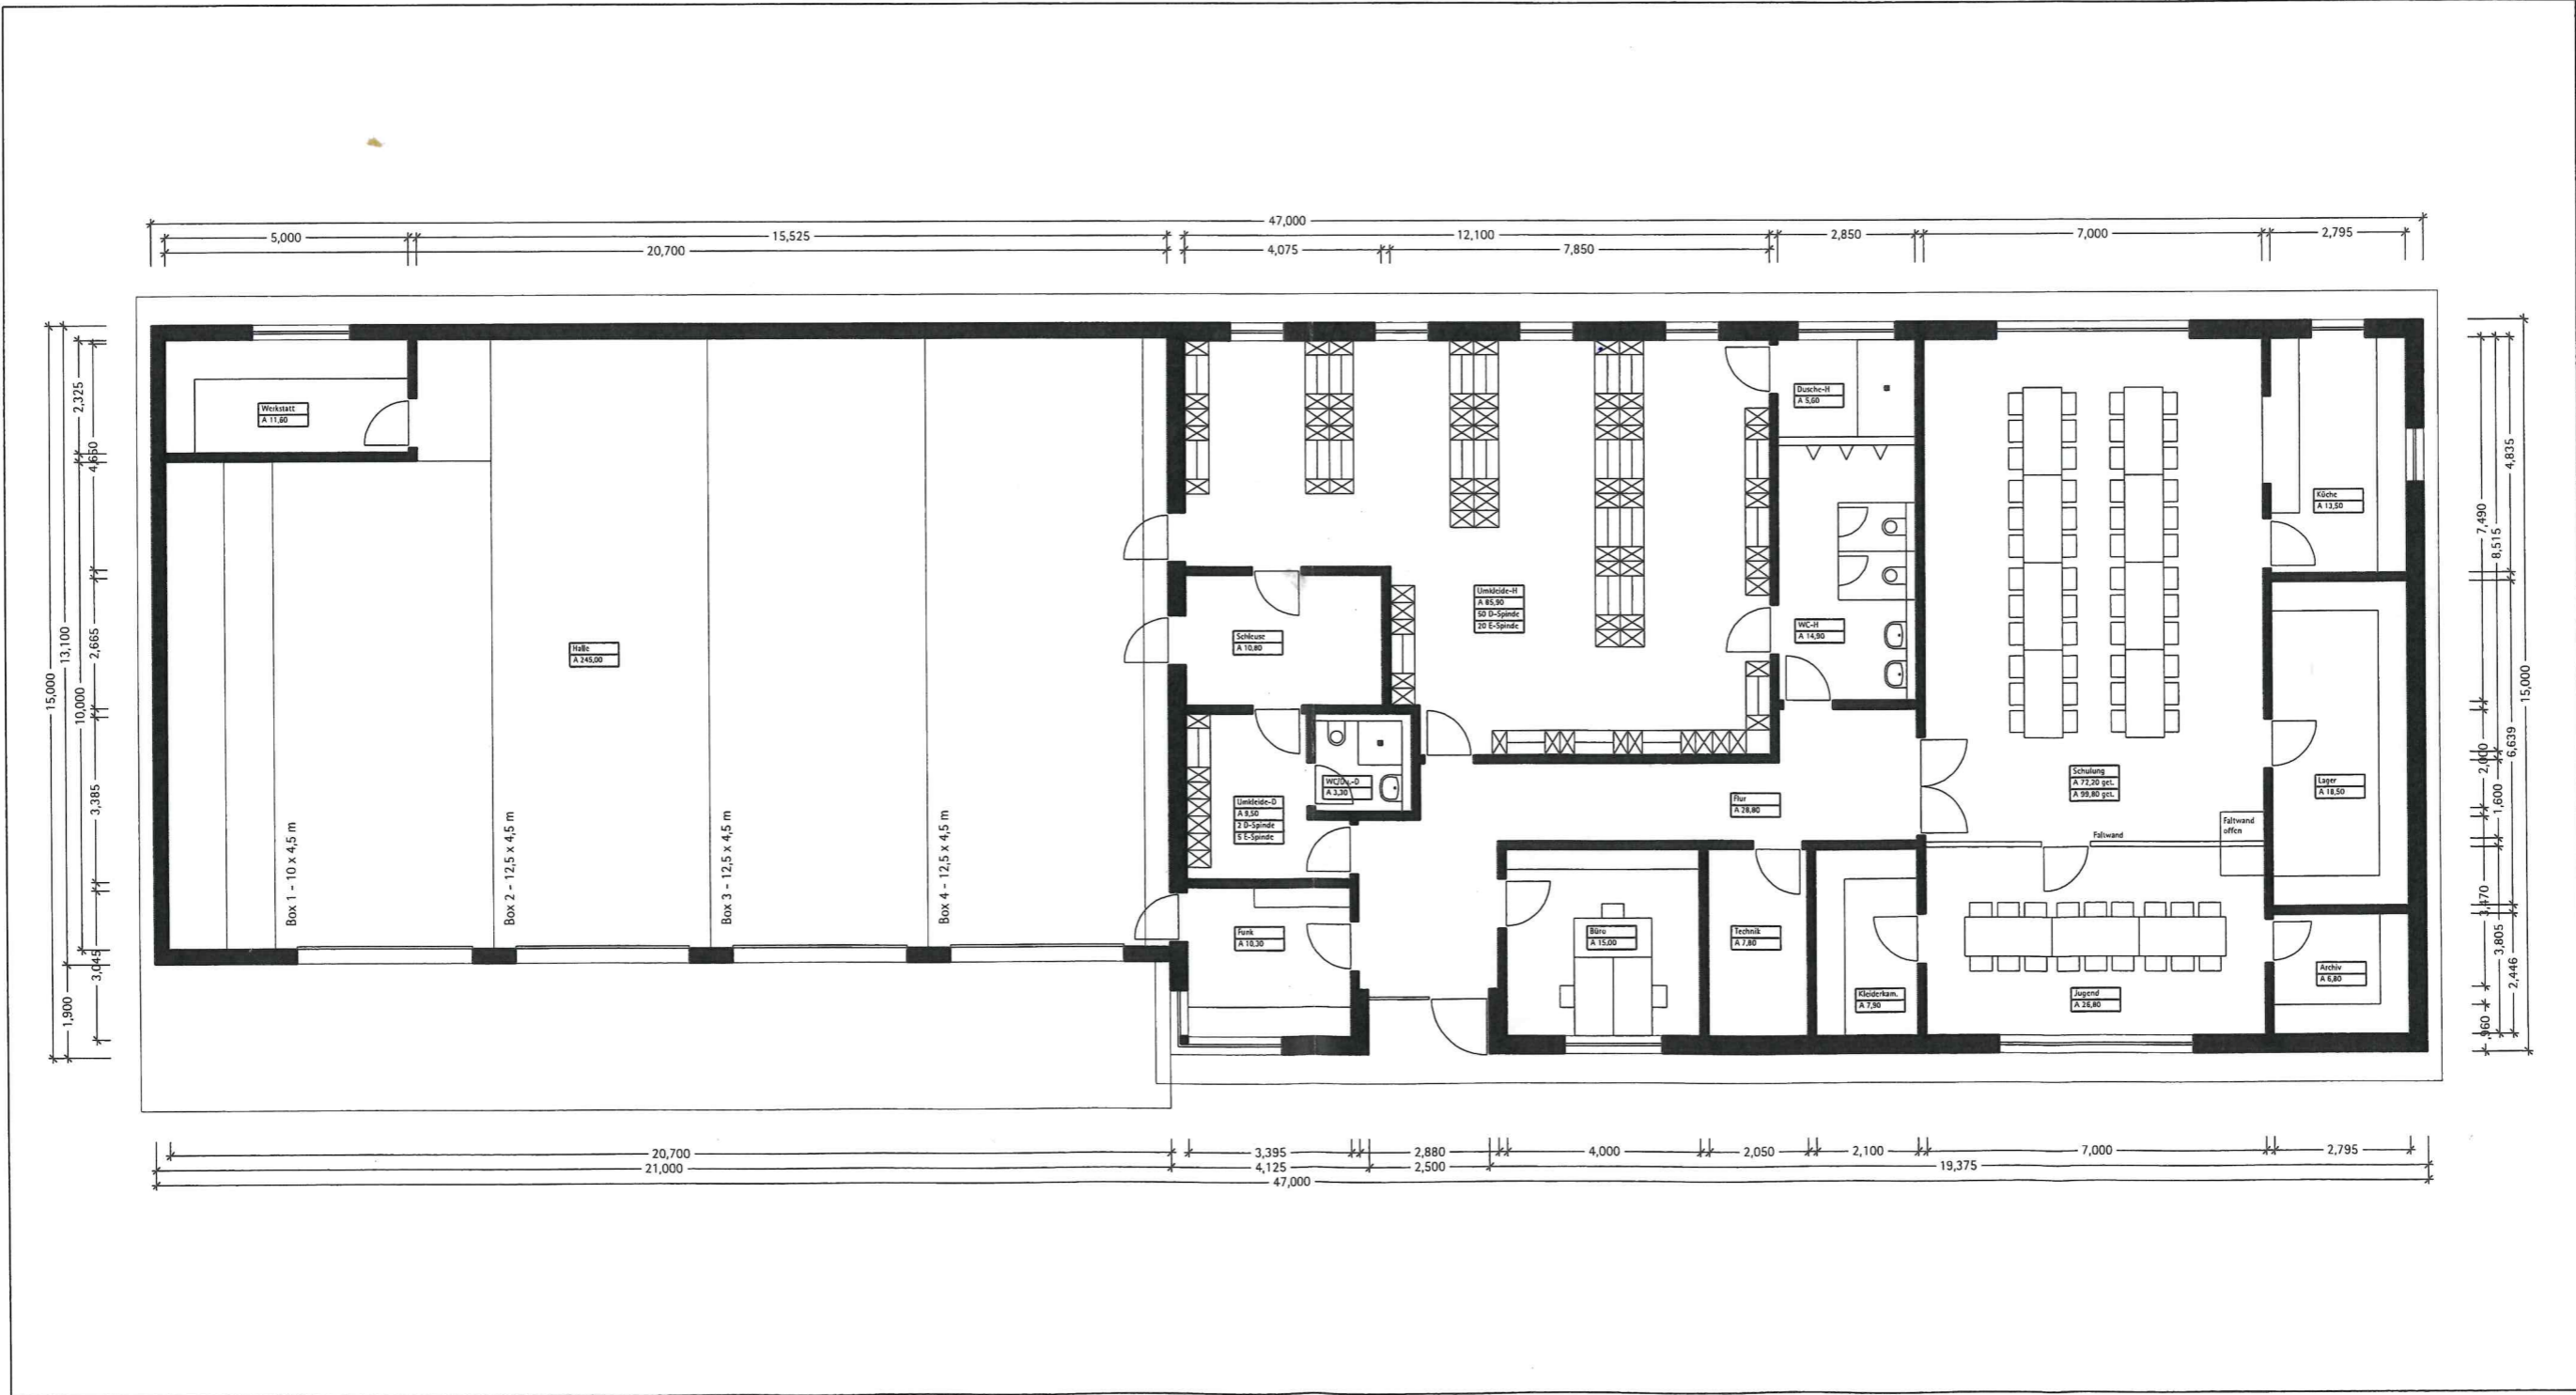 47,000
5,000
15,525
12,100
2,850
7,000
2,795
20,700
4,075
7,850
15,000
13,100
1,900
2,325
10,000
4,660
2,665
3,385
3,045
Werkstatt
A 11,60
Halle
A 245,00
Box 1 - 10 x 4,5 m
Box 2 - 12,5 x 4,5 m
Box 3 - 12,5 x 4,5 m
Box 4 - 12,5 x 4,5 m
Schleuse
A 10,80
Umkleide-H
A 85,90
50 D-Spinde
20 E-Spinde
Dusche-H
A 5,60
WC-H
A 14,90
Umkleide-D
A 9,50
2 D-Spinde
5 E-Spinde
A 3,30
Funk
A 10,30
Flur
A 28,80
Büro
A 15,00
Technik
A 7,80
Kleiderkam.
A 7,90
Schulung
A 72,20 get.
A 99,80 get.
Faltwand
offen
Faltwand
Jugend
A 26,80
Küche
A 13,50
Lager
A 18,50
Archiv
A 6,80
7,490
2,000
3,470
,960
8,515
1,600
3,805
4,835
6,639
2,446
15,000
20,700
3,395
2,880
4,000
2,050
2,100
7,000
2,795
21,000
4,125
2,500
19,375
47,000